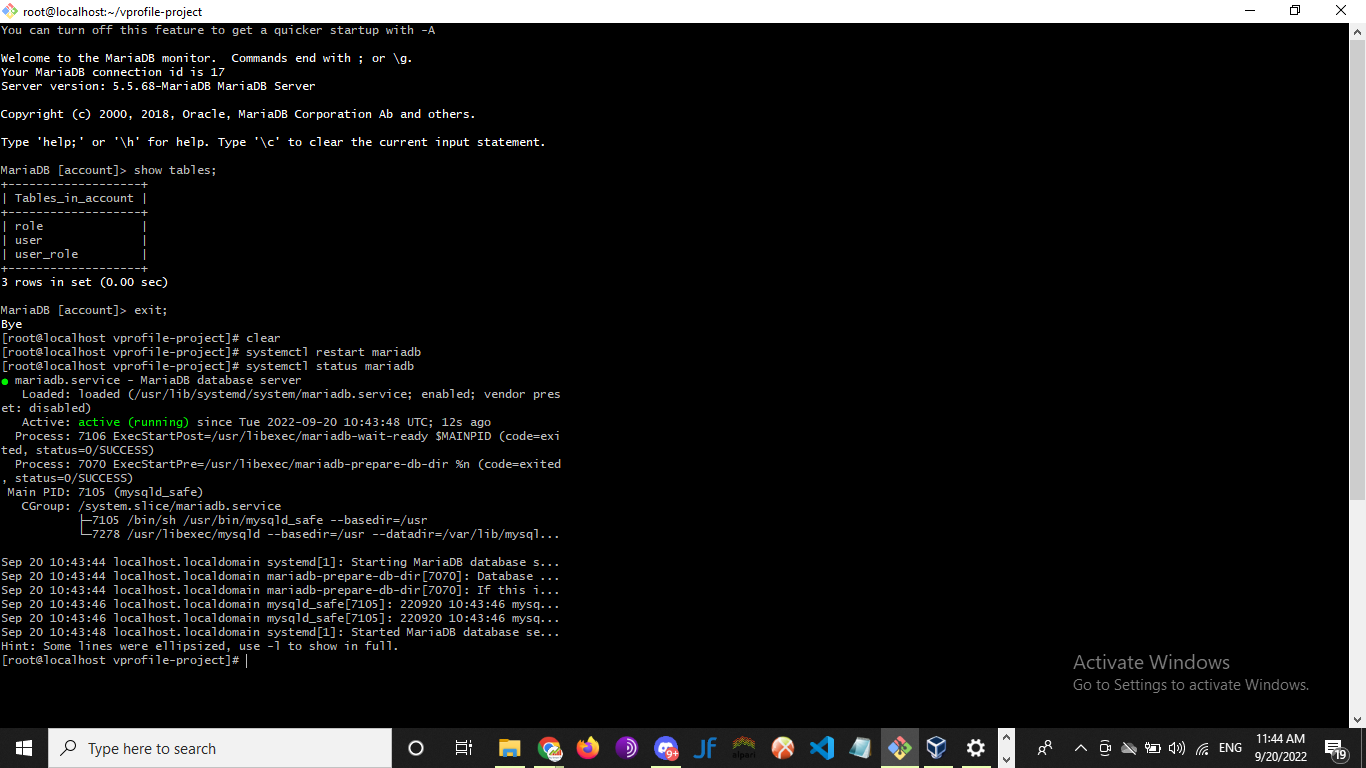 root@localhost:~/vprofile-project
You can turn off this feature to get a quicker startup with -A
Welcome to the MariaDB monitor.  Commands end with ; or \g.
Your MariaDB connection id is 17
Server version: 5.5.68-MariaDB MariaDB Server
Copyright (c) 2000, 2018, Oracle, MariaDB Corporation Ab and others.
Type 'help;' or '\h' for help. Type '\c' to clear the current input statement.
MariaDB [account]> show tables;
+-------------------+
| Tables_in_account |
+-------------------+
| role              |
| user              |
| user_role         |
+-------------------+
3 rows in set (0.00 sec)
MariaDB [account]> exit;
Bye
[root@localhost vprofile-project]# clear
[root@localhost vprofile-project]# systemctl restart mariadb
[root@localhost vprofile-project]# systemctl status mariadb
● mariadb.service - MariaDB database server
   Loaded: loaded (/usr/lib/systemd/system/mariadb.service; enabled; vendor pres
et: disabled)
   Active: active (running) since Tue 2022-09-20 10:43:48 UTC; 12s ago
  Process: 7106 ExecStartPost=/usr/libexec/mariadb-wait-ready $MAINPID (code=exi
ted, status=0/SUCCESS)
  Process: 7070 ExecStartPre=/usr/libexec/mariadb-prepare-db-dir %n (code=exited
, status=0/SUCCESS)
 Main PID: 7105 (mysqld_safe)
   CGroup: /system.slice/mariadb.service
           ├─7105 /bin/sh /usr/bin/mysqld_safe --basedir=/usr
           └─7278 /usr/libexec/mysqld --basedir=/usr --datadir=/var/lib/mysql...
Sep 20 10:43:44 localhost.localdomain systemd[1]: Starting MariaDB database s...
Sep 20 10:43:44 localhost.localdomain mariadb-prepare-db-dir[7070]: Database ...
Sep 20 10:43:44 localhost.localdomain mariadb-prepare-db-dir[7070]: If this i...
Sep 20 10:43:46 localhost.localdomain mysqld_safe[7105]: 220920 10:43:46 mysq...
Sep 20 10:43:46 localhost.localdomain mysqld_safe[7105]: 220920 10:43:46 mysq...
Sep 20 10:43:48 localhost.localdomain systemd[1]: Started MariaDB database se...
Hint: Some lines were ellipsized, use -l to show in full.
[root@localhost vprofile-project]#
Activate Windows
Go to Settings to activate Windows.
Type here to search
9+
JF
ENG
11:44 AM
9/20/2022
19